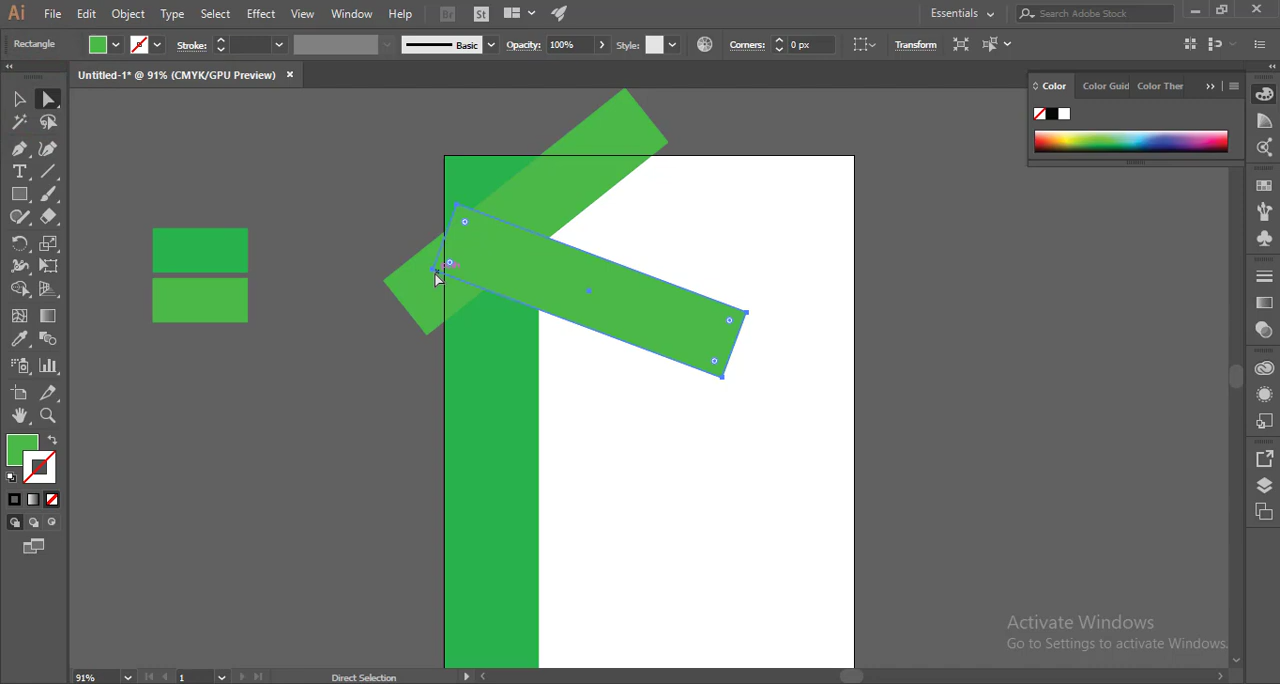 Ai File Edit Object Type Select Effect View Window Help Br St Essentials Search Adobe Stock
Rectangle Stroke: Basic Opacity: 100% Style: Corners: 0 px Transform
Untitled-1* @ 91% (CMYK/GPU Preview)
Color Color Guid Color Ther
Activate Windows
Go to Settings to activate Windows.
91% 1 Direct Selection